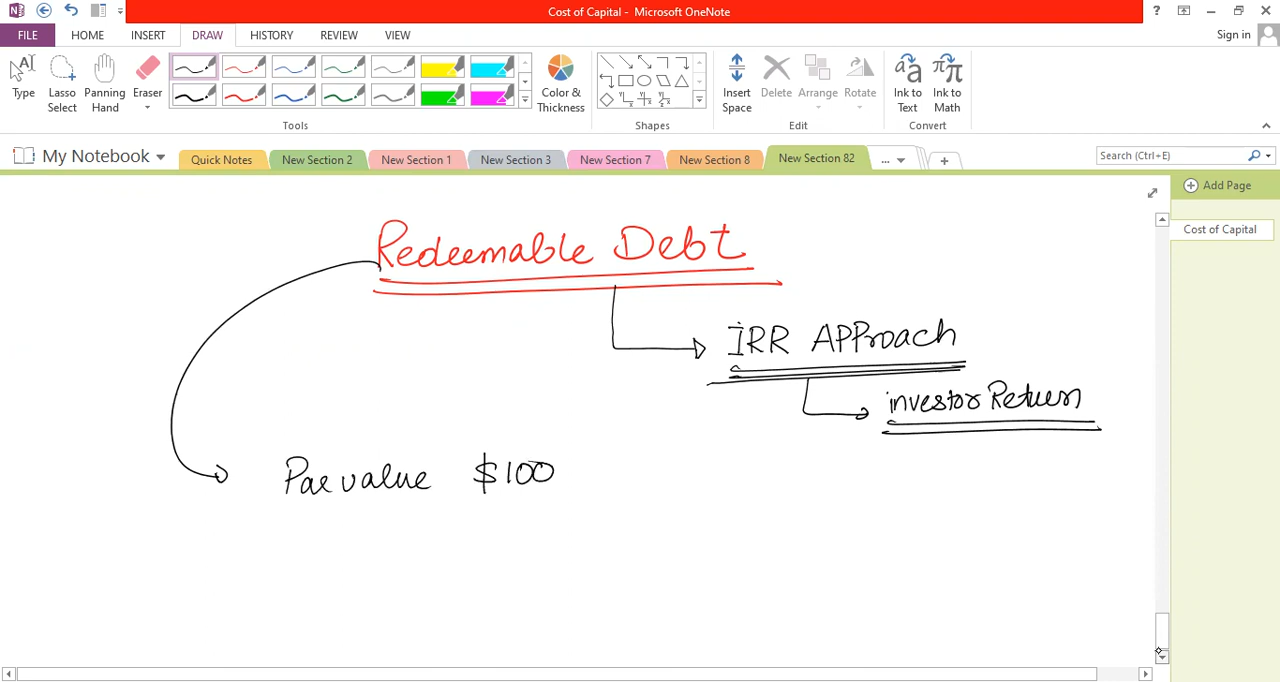 Cost of Capital - Microsoft OneNote
FILE HOME INSERT DRAW HISTORY REVIEW VIEW Sign in
Type Lasso Select Panning Hand Eraser Color & Thickness Insert Space Delete Arrange Rotate Ink to Text Ink to Math
Tools Shapes Edit Convert
My Notebook Quick Notes New Section 2 New Section 1 New Section 3 New Section 7 New Section 8 New Section 82 ... Search (Ctrl+E)
Add Page
Cost of Capital
Redeemable Debt
IRR APProach
investor Return
Par value $100